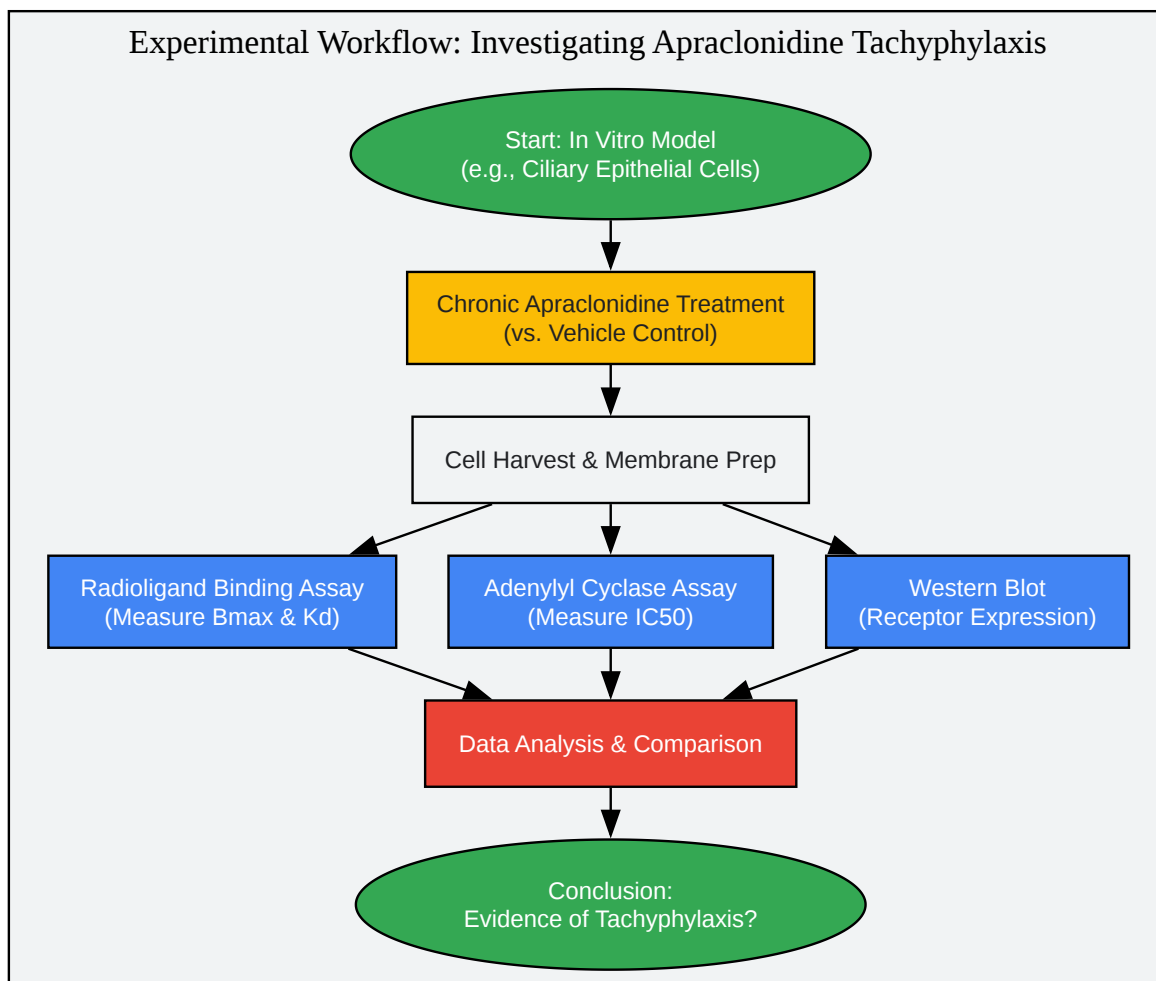 Experimental Workflow: Investigating Apraclonidine Tachyphylaxis
Start: In Vitro Model
(e.g., Ciliary Epithelial Cells)
Chronic Apraclonidine Treatment
(vs. Vehicle Control)
Cell Harvest & Membrane Prep
Radioligand Binding Assay
(Measure Bmax & Kd)
Adenylyl Cyclase Assay
(Measure IC50)
Western Blot
(Receptor Expression)
Data Analysis & Comparison
Conclusion:
Evidence of Tachyphylaxis?